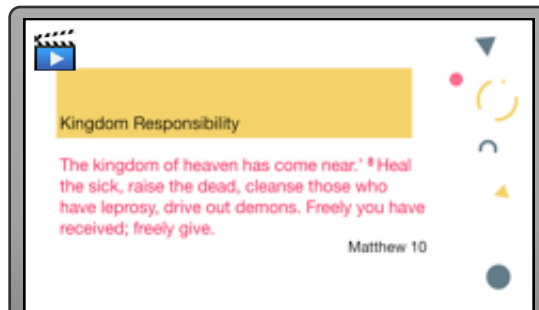 Kingdom Responsibility
The kingdom of heaven has come near.' ⁸ Heal
the sick, raise the dead, cleanse those who
have leprosy, drive out demons. Freely you have
received; freely give.
Matthew 10